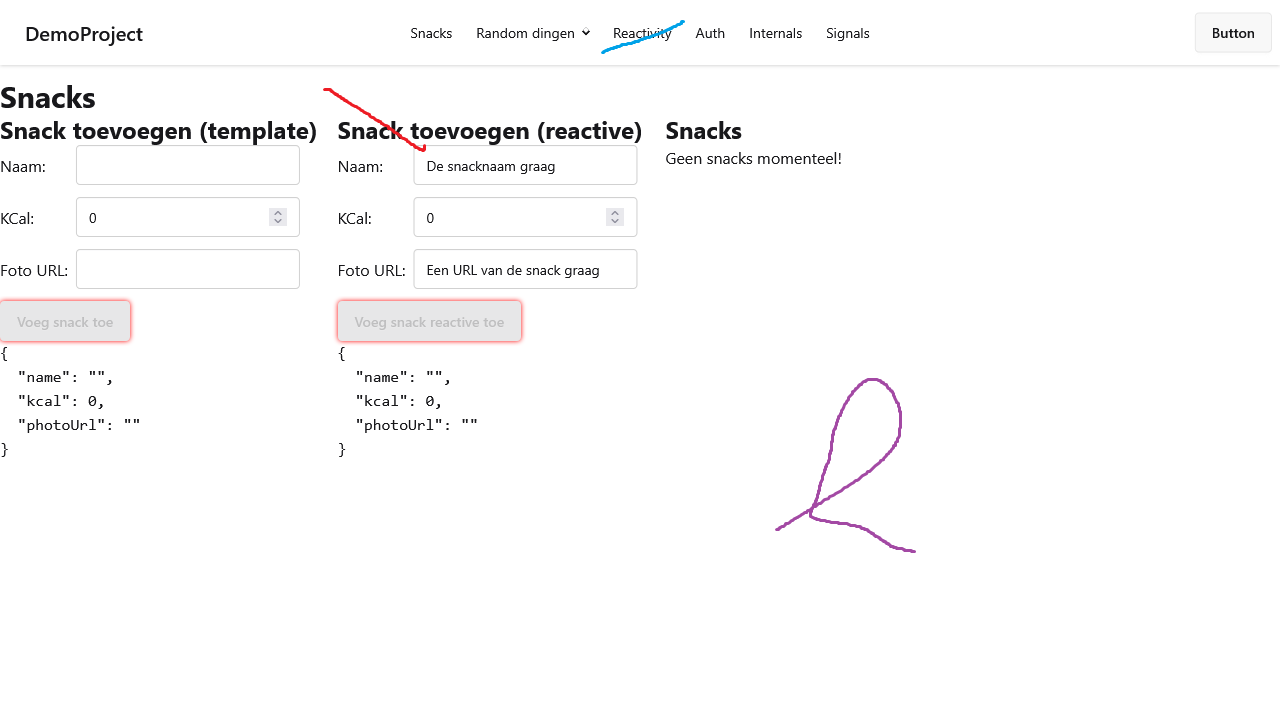 DemoProject
Snacks Random dingen Reactivity Auth Internals Signals
Button
Snacks
Snack toevoegen (template)
Naam:
KCal: 0
Foto URL:
Voeg snack toe
{
"name": "",
"kcal": 0,
"photoUrl": ""
}
Snack toevoegen (reactive)
Naam: De snacknaam graag
KCal: 0
Foto URL: Een URL van de snack graag
Voeg snack reactive toe
{
"name": "",
"kcal": 0,
"photoUrl": ""
}
Snacks
Geen snacks momenteel!